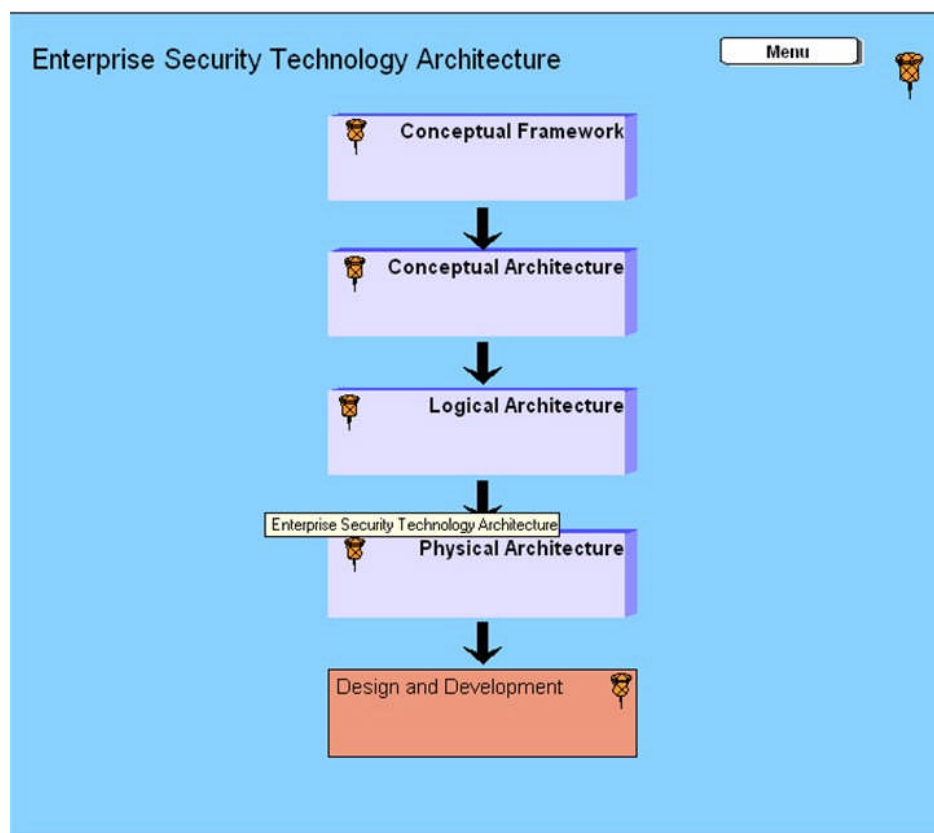 Enterprise Security Technology Architecture
Menu
Conceptual Framework
Conceptual Architecture
Logical Architecture
Enterprise Security Technology Architecture
Physical Architecture
Design and Development